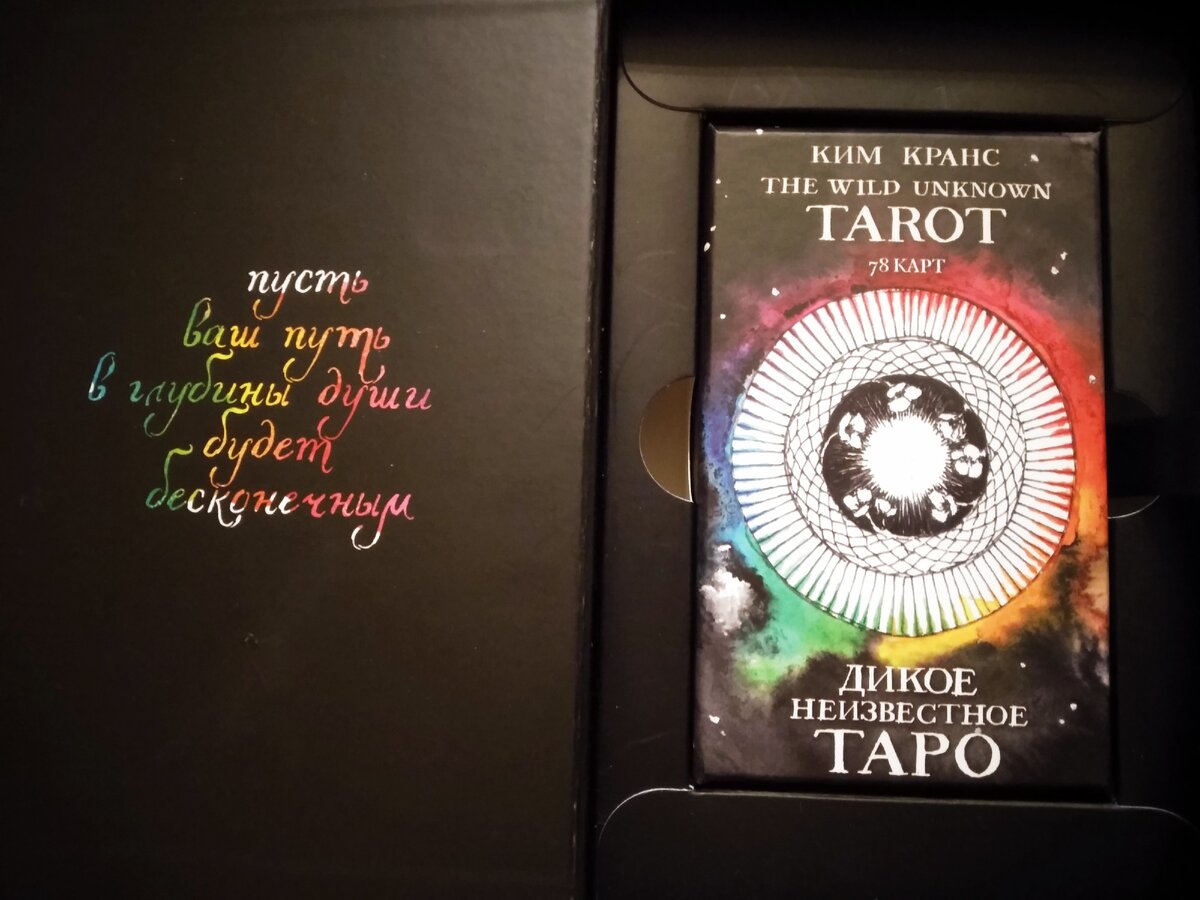 пусть
ваш путь
в глубины души
будет
бесконечным
КИМ КРАНС
THE WILD UNKNOWN
TAROT
78 КАРТ
ДИКОЕ
НЕИЗВЕСТНОЕ
ТАРО